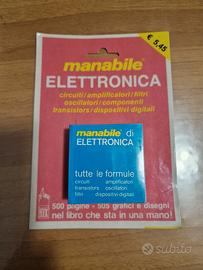 € 5,45
manabile®
ELETTRONICA
circuiti/amplificatori/filtri
oscillatori/componenti
transistors/dispositivi digitali
manabile® di
ELETTRONICA
tutte le formule
circuiti amplificatori
transistors oscillatori
filtri dispositivi digitali
500 pagine - 505 grafici e disegni
nel libro che sta in una mano!
subito